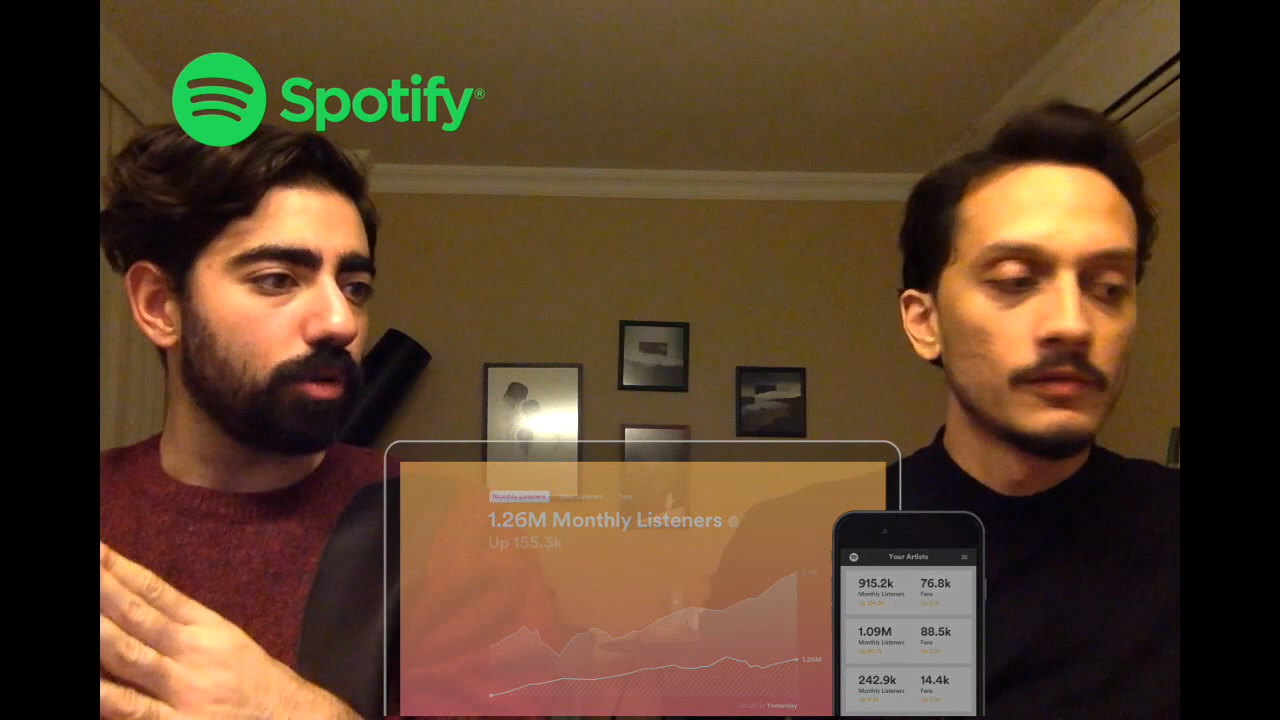 Spotify®
Monthly Listeners
Fans
1.26M Monthly Listeners
Up 155.3k
1.26M
Yesterday
Your Artists
915.2k 76.8k
Monthly Listeners Fans
1.09M 88.5k
Monthly Listeners Fans
242.9k 14.4k
Monthly Listeners Fans